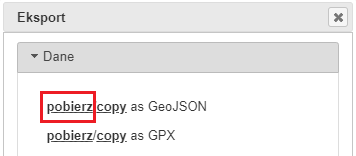 Eksport
Dane
pobierz/copy as GeoJSON
pobierz/copy as GPX